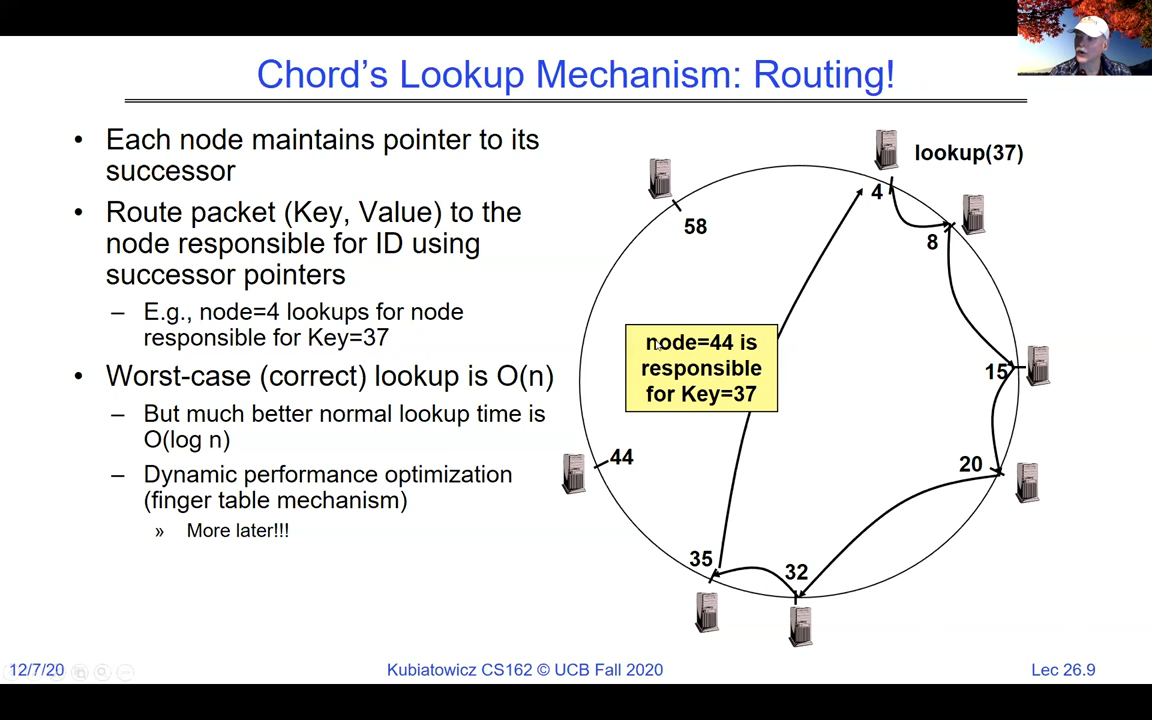 Chord's Lookup Mechanism: Routing!
• Each node maintains pointer to its
successor
• Route packet (Key, Value) to the
node responsible for ID using
successor pointers
– E.g., node=4 lookups for node
responsible for Key=37
• Worst-case (correct) lookup is O(n)
– But much better normal lookup time is
O(log n)
– Dynamic performance optimization
(finger table mechanism)
» More later!!!
lookup(37)
4
58
8
node=44 is
responsible
for Key=37
15
44
20
35
32
12/7/20
Kubiatowicz CS162 © UCB Fall 2020
Lec 26.9